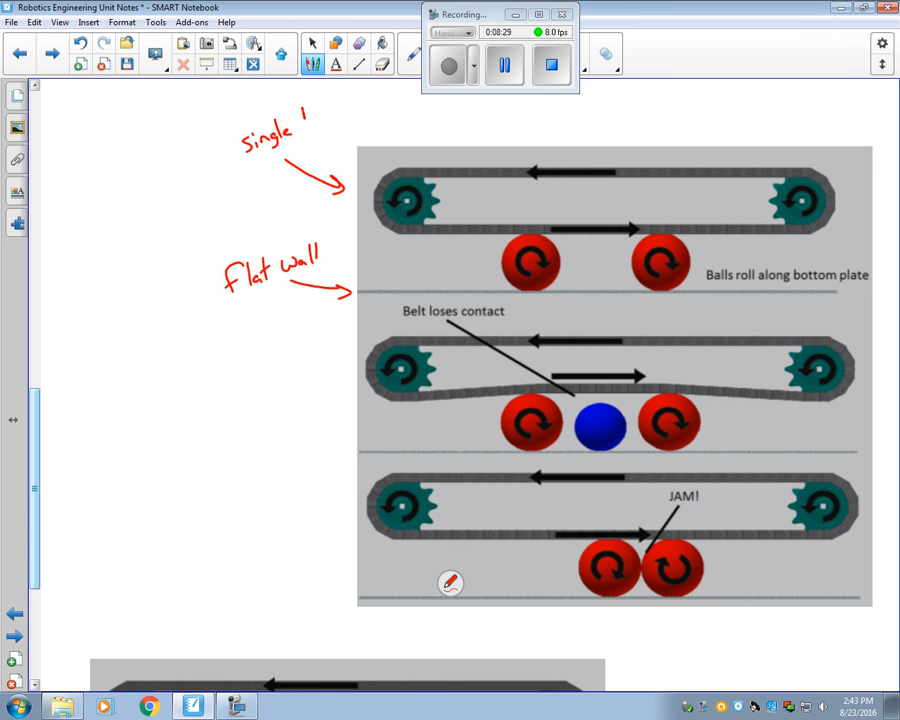 Robotics Engineering Unit Notes * - SMART Notebook
File Edit View Insert Format Tools Add-ons Help
Recording...
Menu
0:08:29
8.0 fps
single
flat wall
Balls roll along bottom plate
Belt loses contact
JAM!
2:43 PM
8/23/2016